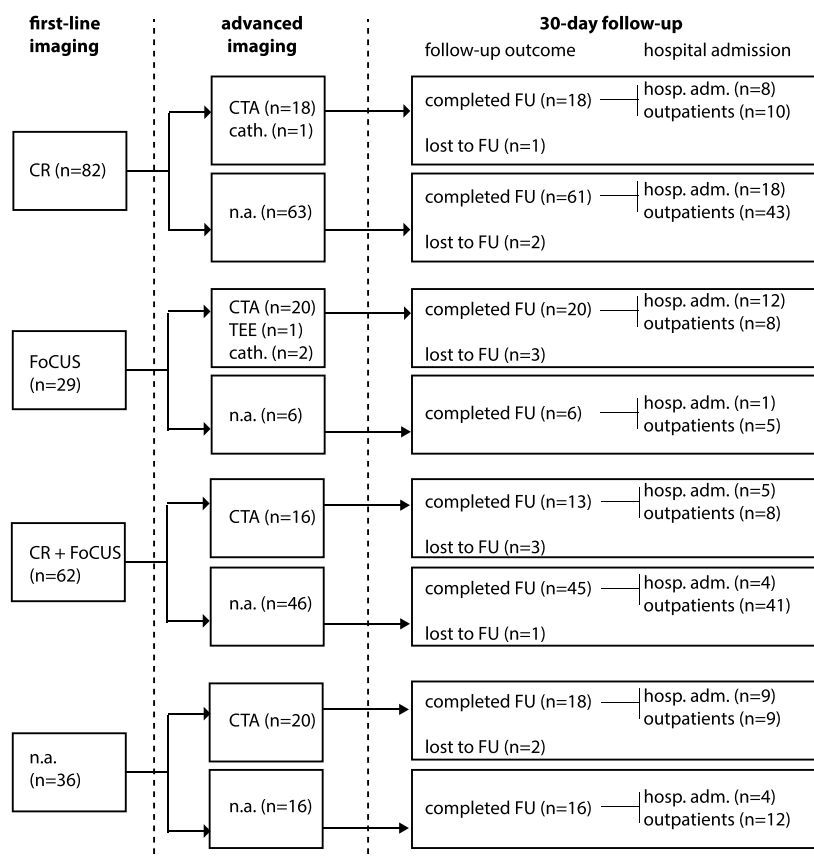 first-line
imaging
advanced
imaging
30-day follow-up
follow-up outcome
hospital admission
CR (n=82)
CTA (n=18)
cath. (n=1)
completed FU (n=18)
hosp. adm. (n=8)
outpatients (n=10)
lost to FU (n=1)
n.a. (n=63)
completed FU (n=61)
hosp. adm. (n=18)
outpatients (n=43)
lost to FU (n=2)
FoCUS
(n=29)
CTA (n=20)
TEE (n=1)
cath. (n=2)
completed FU (n=20)
hosp. adm. (n=12)
outpatients (n=8)
lost to FU (n=3)
n.a. (n=6)
completed FU (n=6)
hosp. adm. (n=1)
outpatients (n=5)
CR + FoCUS
(n=62)
CTA (n=16)
completed FU (n=13)
hosp. adm. (n=5)
outpatients (n=8)
lost to FU (n=3)
n.a. (n=46)
completed FU (n=45)
hosp. adm. (n=4)
outpatients (n=41)
lost to FU (n=1)
n.a.
(n=36)
CTA (n=20)
completed FU (n=18)
hosp. adm. (n=9)
outpatients (n=9)
lost to FU (n=2)
n.a. (n=16)
completed FU (n=16)
hosp. adm. (n=4)
outpatients (n=12)